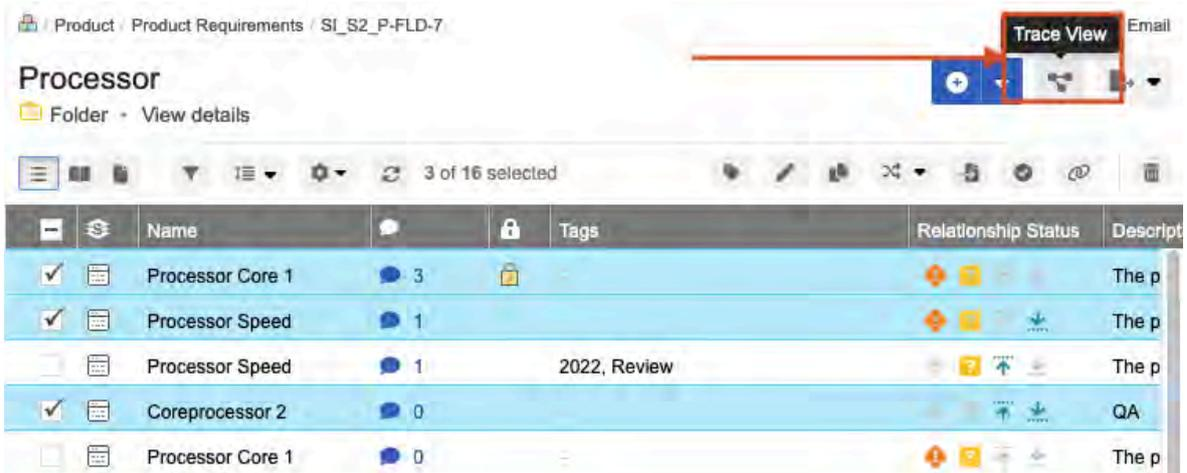 Product / Product Requirements / SI_S2_P-FLD-7
Email
Trace View
Processor
Folder - View details
3 of 16 selected
Name Tags Relationship Status Descript
Processor Core 1 3 - The p
Processor Speed 1 The p
Processor Speed 1 2022, Review The p
Coreprocessor 2 0 QA
Processor Core 1 0 - The p